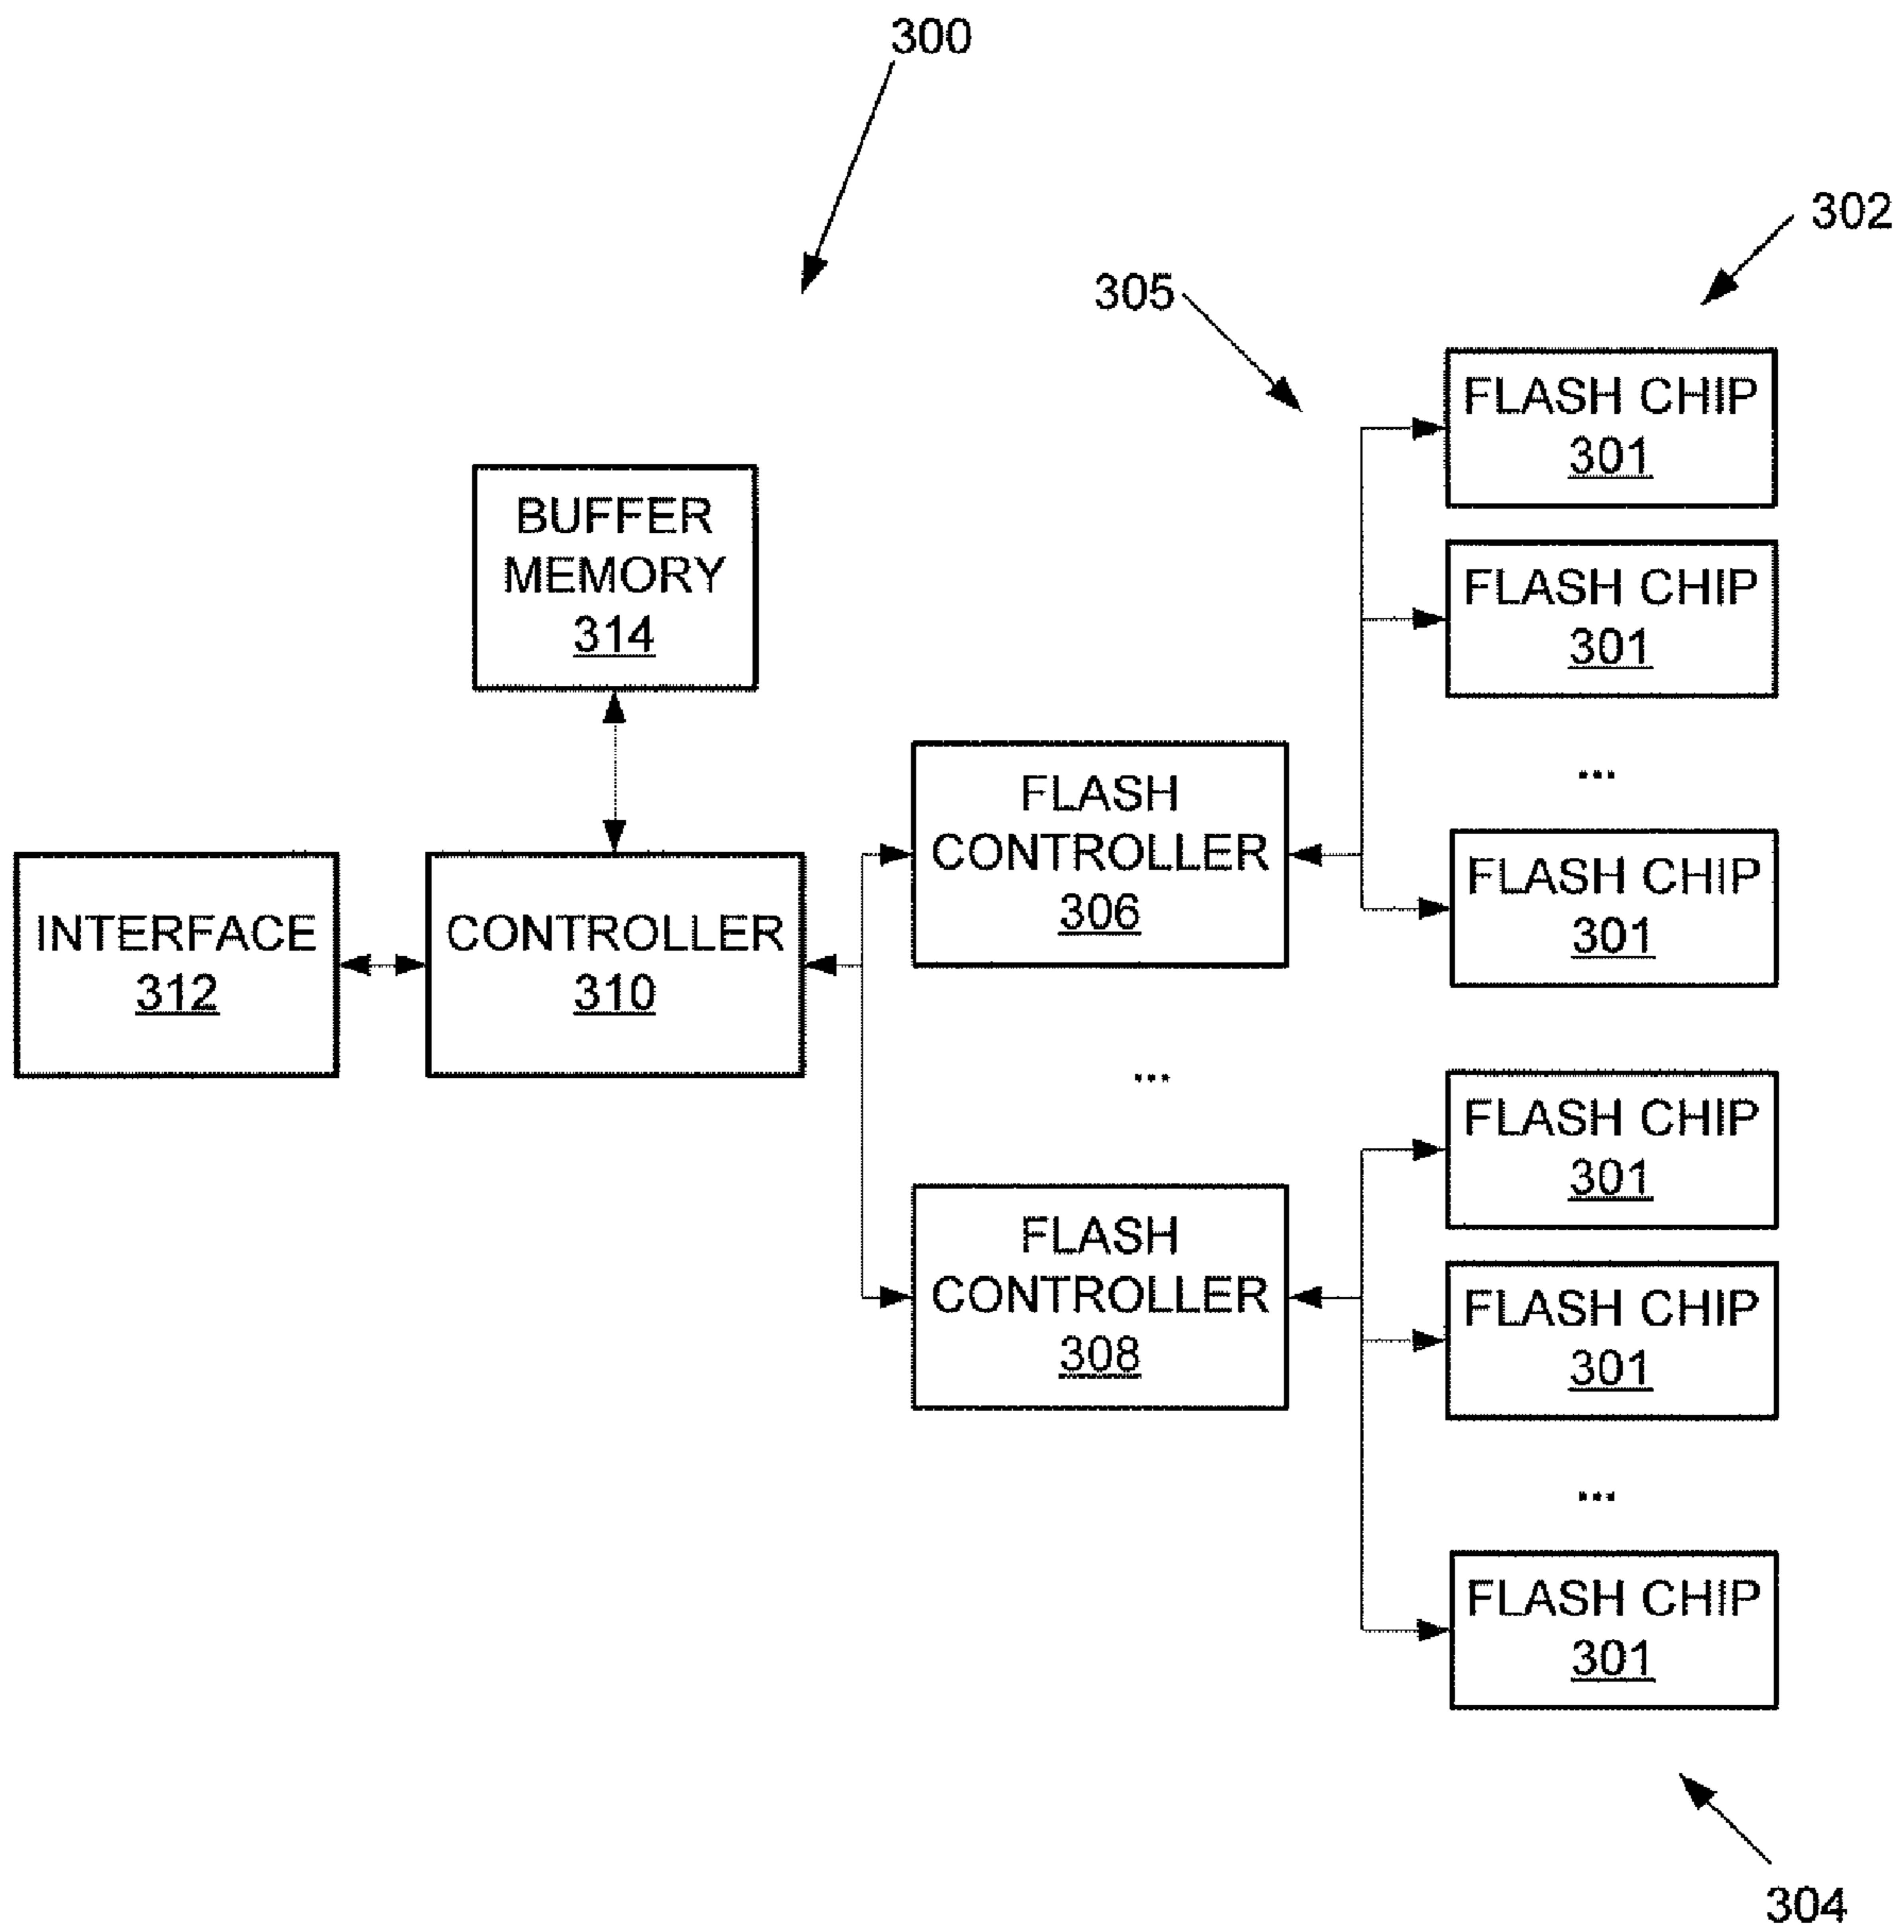 300
302
305
FLASH CHIP
301
FLASH CHIP
301
...
FLASH CHIP
301
BUFFER
MEMORY
314
FLASH
CONTROLLER
306
INTERFACE
312
CONTROLLER
310
...
FLASH CHIP
301
FLASH CONTROLLER
308
FLASH CHIP
301
...
FLASH CHIP
301
304